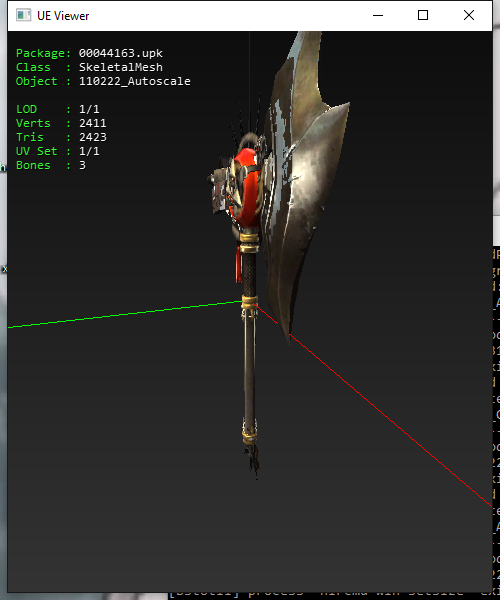 UE Viewer
Package: 00044163.upk
Class : SkeletalMesh
Object : 110222_Autoscale
LOD : 1/1
Verts : 2411
Tris : 2423
UV Set : 1/1
Bones : 3